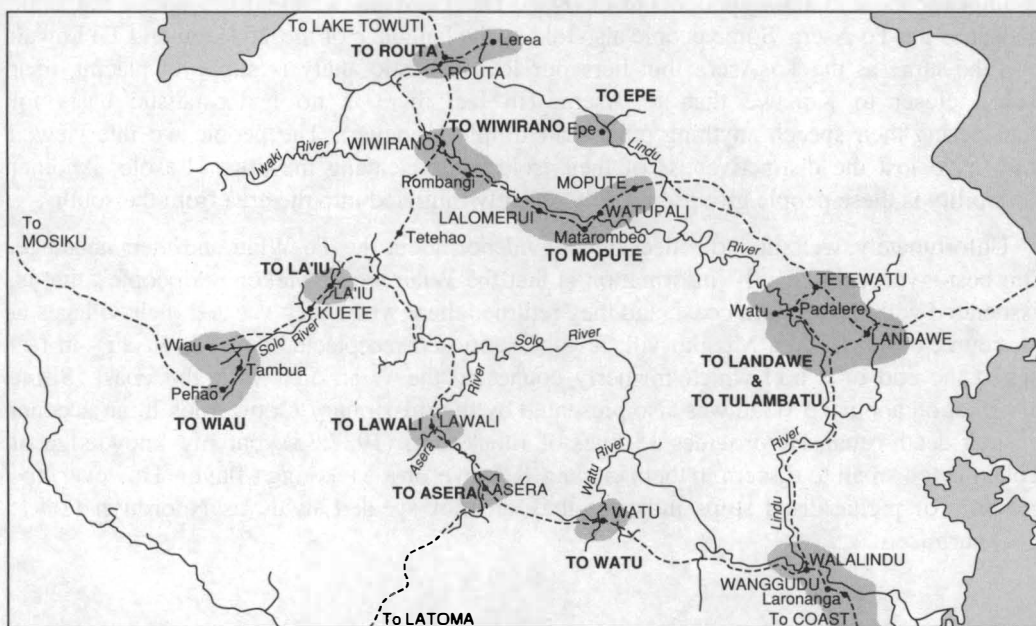 To LAKE TOWUTI
Lerea
TO ROUTA
ROUTA
TO EPE
TO WIWIRANO
Epe
Uwaki River
WIWIRANO
Lindu River
Rombangi
MOPUTE
LALOMERUI
WATUPALI
Matarombeo
To MOSIKU
Tetehao
TO MOPUTE
TO LAIU
LA'IU
TETEWATU
KUETE
Watu
Padalere
Wiau
Solo River
Solo River
LANDAWE
Tambua
TO LANDAWE
Pehao
TO TULAMBATU
TO WIAU
TO LAWALI
LAWALI
Asera River
Watu River
Lindu River
TO ASERA
ASERA
WATU
TO WATU
WALALINDU
WANGGUDU
Laronanga
To LATOMA
To COAST